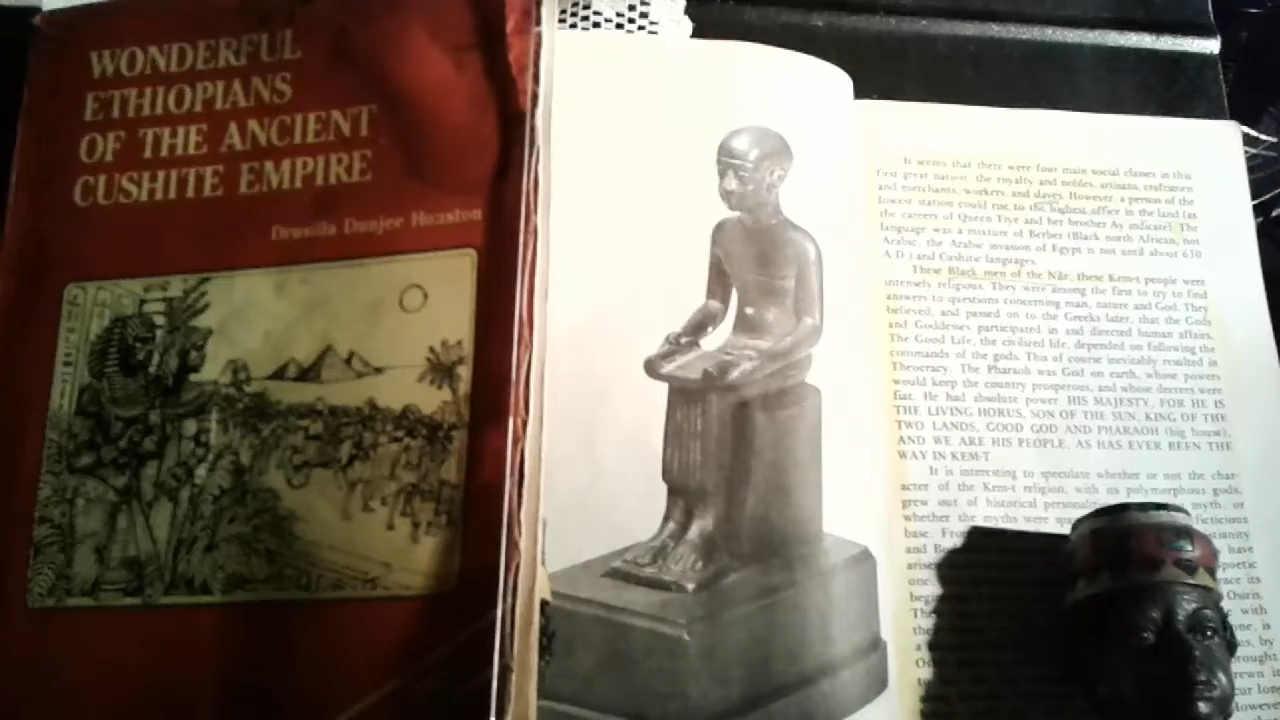 WONDERFUL
ETHIOPIANS
OF THE ANCIENT
CUSHITE EMPIRE
Drusilla Dunjee Houston
It seems that there were four main social classes in this
first great nation: the royalty and nobles, artisans, craftsmen
and merchants, workers, and slaves. However, a person of the
lowest station could rise to the highest office in the land (as
the careers of Queen Tiye and her brother Ay indicate). The
language was a mixture of Berber (Black north African, not
Arabic, the Arabic invasion of Egypt is not until about 630
A.D.) and Cushitic languages.
These Black men of the Nile, these Kem-t people were
intensely religious. They were among the first to try to find
answers to questions concerning man, nature and God. They
believed, and passed on to the Greeks later, that the Gods
and Goddesses participated in and directed human affairs.
The Good Life, the civilized life, depended on following the
commands of the gods. This of course inevitably resulted in
Theocracy. The Pharaoh was God on earth, whose powers
would keep the country prosperous, and whose decrees were
fiat. He had absolute power. HIS MAJESTY, FOR HE IS
THE LIVING HORUS, SON OF THE SUN, KING OF THE
TWO LANDS, GOOD GOD AND PHARAOH (big house),
AND WE ARE HIS PEOPLE, AS HAS EVER BEEN THE
WAY IN KEM-T.
It is interesting to speculate whether or not the char-
acter of the Kem-t religion, with its polymorphous gods,
grew out of historical myth, or
whether the myths were ficticious
base.
and have
poetic
its
Osiris.
The with
the is
a by